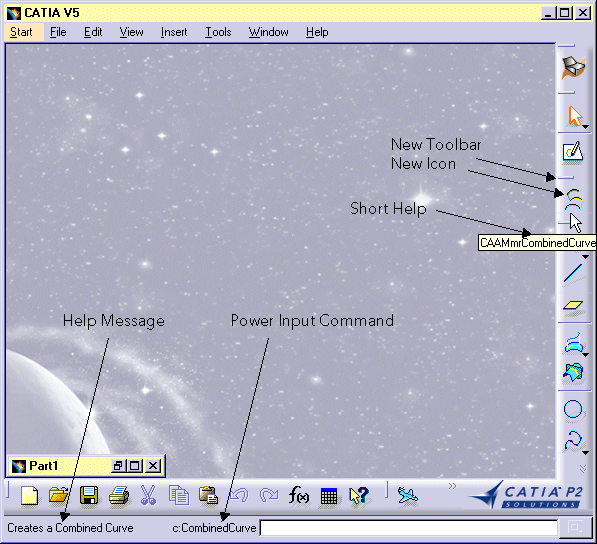 CATIA V5
Start File Edit View Insert Tools Window Help
New Toolbar
New Icon
Short Help
CAAMmrCombinedCurve
Help Message
Power Input Command
Part1
f(x)
CATIA P2
SOLUTIONS
Creates a Combined Curve
c:CombinedCurve